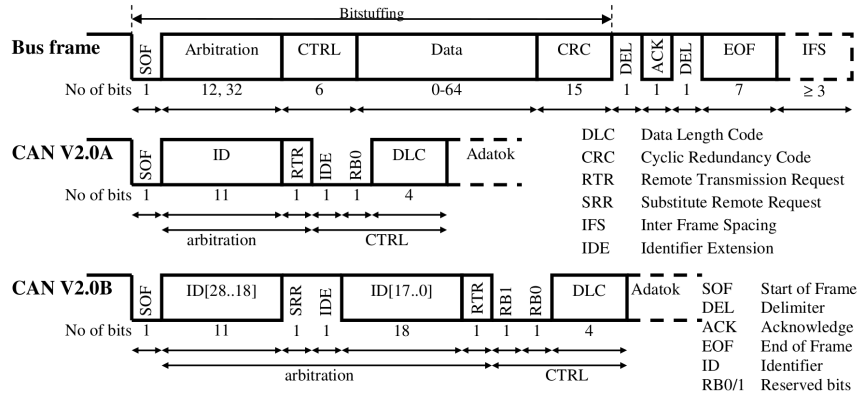 Bitstuffing
Bus frame SOF Arbitration CTRL Data CRC DEL ACK DEL EOF IFS
No of bits 1 12, 32 6 0-64 15 1 1 1 7 ≥ 3
CAN V2.0A SOF ID RTR IDE RB0 DLC Adatok
No of bits 1 11 1 1 1 4
arbitration CTRL
DLC Data Length Code
CRC Cyclic Redundancy Code
RTR Remote Transmission Request
SRR Substitute Remote Request
IFS Inter Frame Spacing
IDE Identifier Extension
CAN V2.0B SOF ID[28..18] SRR IDE ID[17..0] RTR RB1 RB0 DLC Adatok
No of bits 1 11 1 1 18 1 1 1 4
arbitration CTRL
SOF Start of Frame
DEL Delimiter
ACK Acknowledge
EOF End of Frame
ID Identifier
RB0/1 Reserved bits